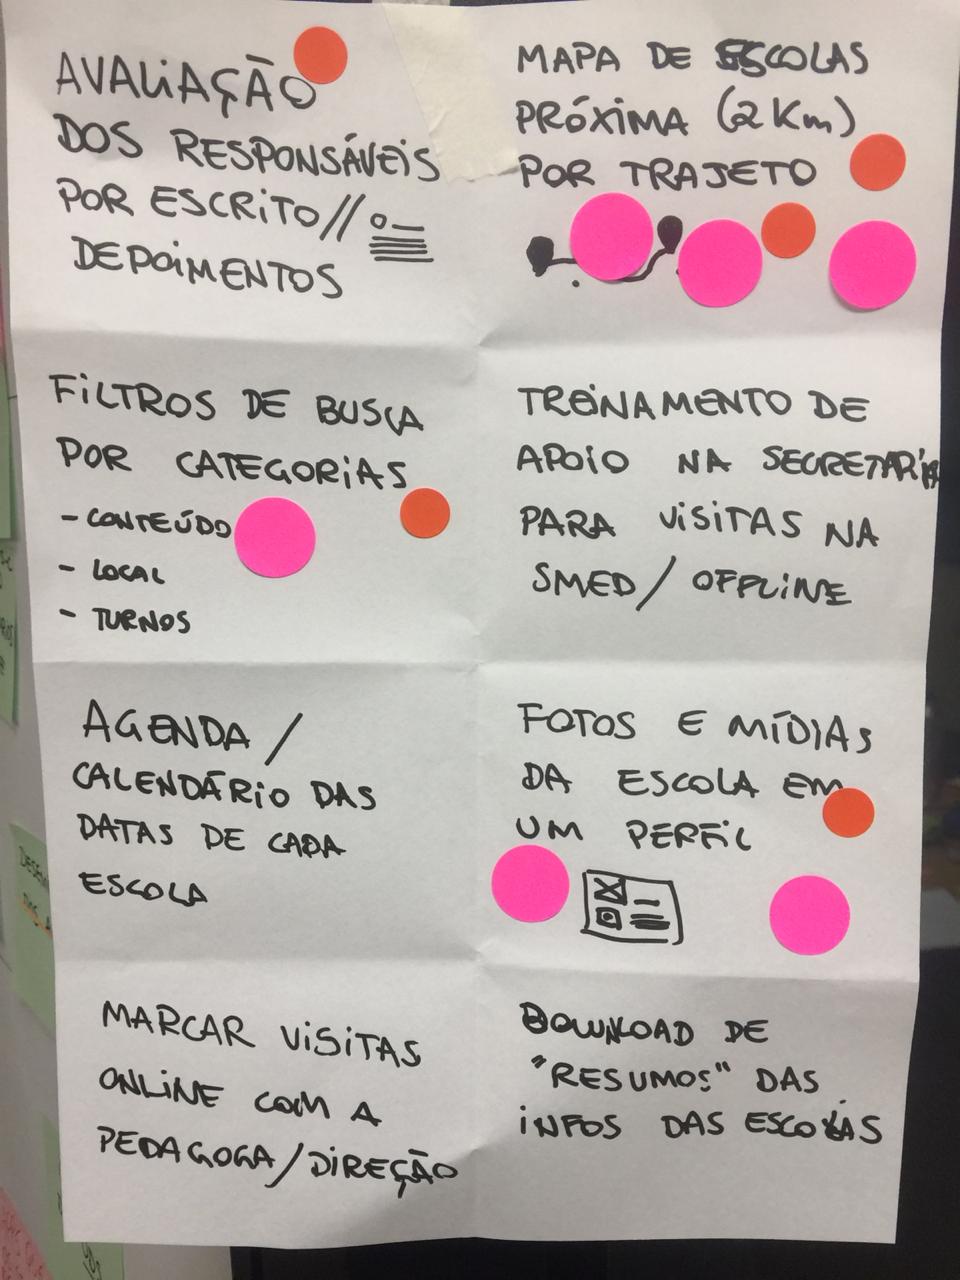 AVALIAÇÃO
DOS RESPONSÁVEIS
POR ESCRITO//
DEPOIMENTOS
MAPA DE ESCOLAS
PRÓXIMA (2Km)
POR TRAJETO
FILTROS DE BUSCA
POR CATEGORIAS
- CONTEÚDO
- LOCAL
- TURNOS
TREINAMENTO DE
APOIO NA SECRETARIA
PARA VISITAS NA
SMED/ OFFLINE
AGENDA /
CALENDÁRIO DAS
DATAS DE CADA
ESCOLA
FOTOS E MÍDIAS
DA ESCOLA EM
UM PERFIL
MARCAR VISITAS
ONLINE COM A
PEDAGOGA/DIREÇÃO
DOWNLOAD DE
"RESUMOS" DAS
INFOS DAS ESCOLAS